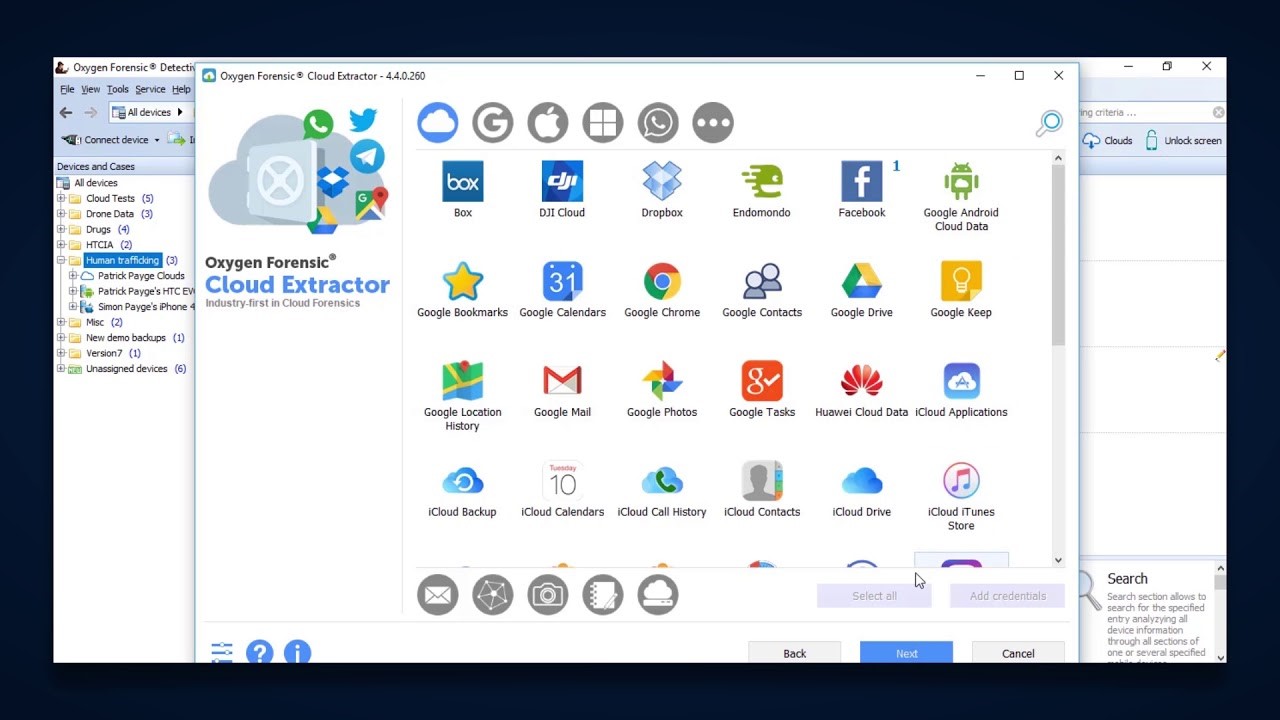 Oxygen Forensic® Detecti
File View Tools Service Help
All devices
Connect device
Devices and Cases
All devices
Cloud Tests (5)
Drone Data (3)
Drugs (4)
HTCIA (2)
Human trafficking (3)
Patrick Payge Clouds
Patrick Payge's HTC EV
Simon Payge's iPhone 4
Misc (2)
New demo backups (1)
Version7 (1)
Unassigned devices (6)
Oxygen Forensic® Cloud Extractor - 4.4.0.260
Oxygen Forensic®
Cloud Extractor
Industry-first in Cloud Forensics
G
box
dji
1
Box
DJI Cloud
Dropbox
Endomondo
Facebook
Google Android
Cloud Data
31
Google Bookmarks
Google Calendars
Google Chrome
Google Contacts
Google Drive
Google Keep
Google Location
History
Google Mail
Google Photos
Google Tasks
Huawei Cloud Data
iCloud Applications
Tuesday
10
iCloud Backup
iCloud Calendars
iCloud Call History
iCloud Contacts
iCloud Drive
iCloud iTunes
Store
Select all
Add credentials
Back
Next
Cancel
ing criteria ...
Clouds
Unlock screen
Search
Search section allows to
search for the specified
entry analyzying all
device information
through all sections of
one or several specified